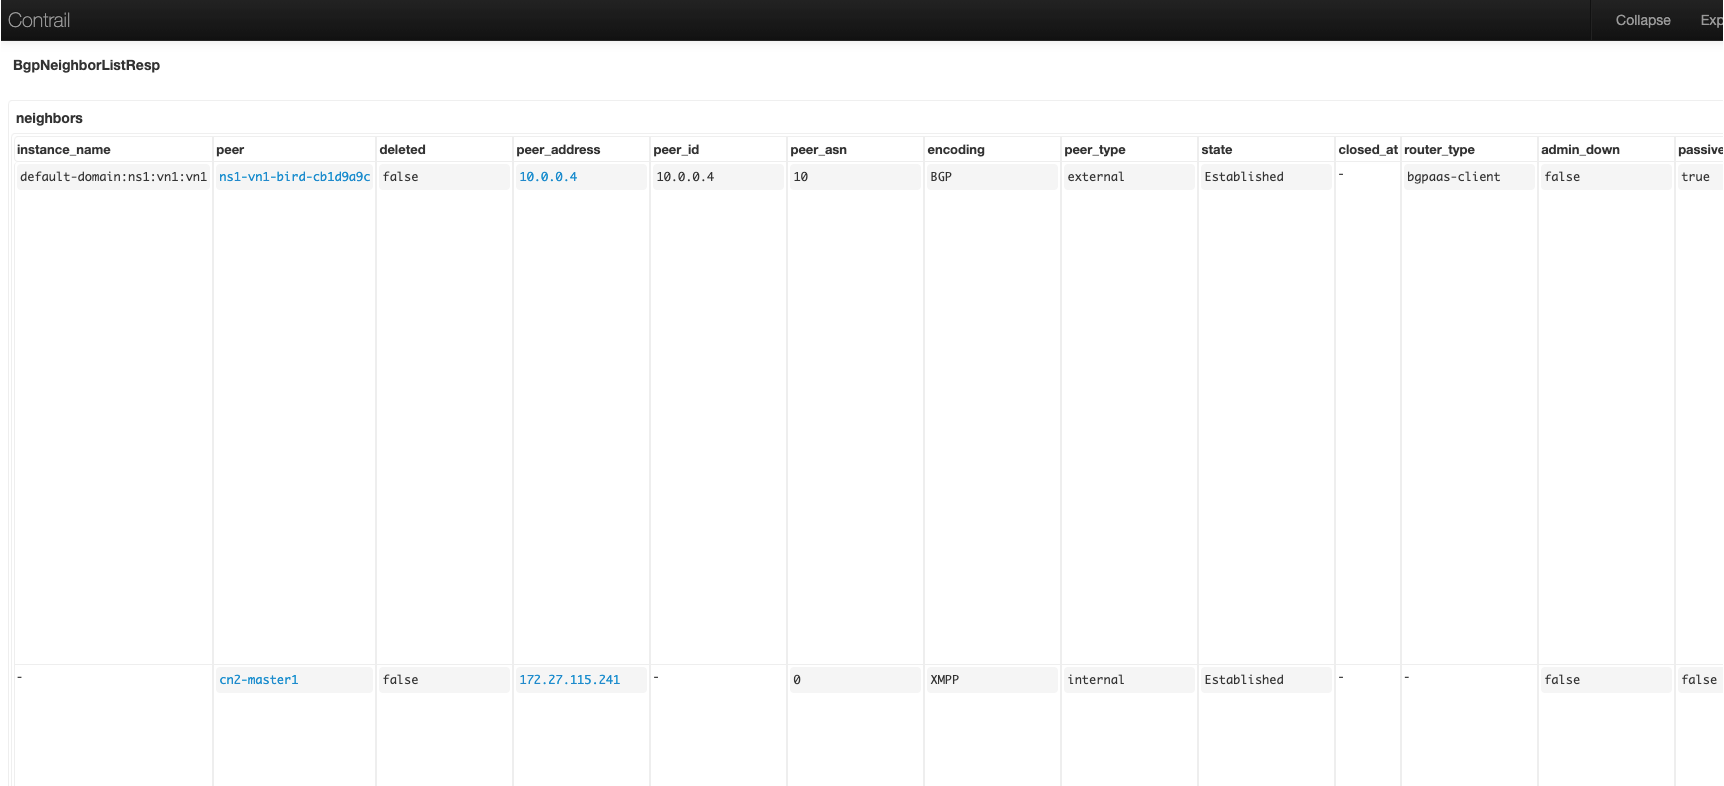 Contrail Collapse Exp
BgpNeighborListResp
neighbors
instance_name peer deleted peer_address peer_id peer_asn encoding peer_type state closed_at router_type admin_down passive
default-domain:ns1:vn1:vn1 ns1-vn1-bird-cb1d9a9c false 10.0.0.4 10.0.0.4 10 BGP external Established - bgpaas-client false true
- cn2-master1 false 172.27.115.241 - 0 XMPP internal Established - - false false